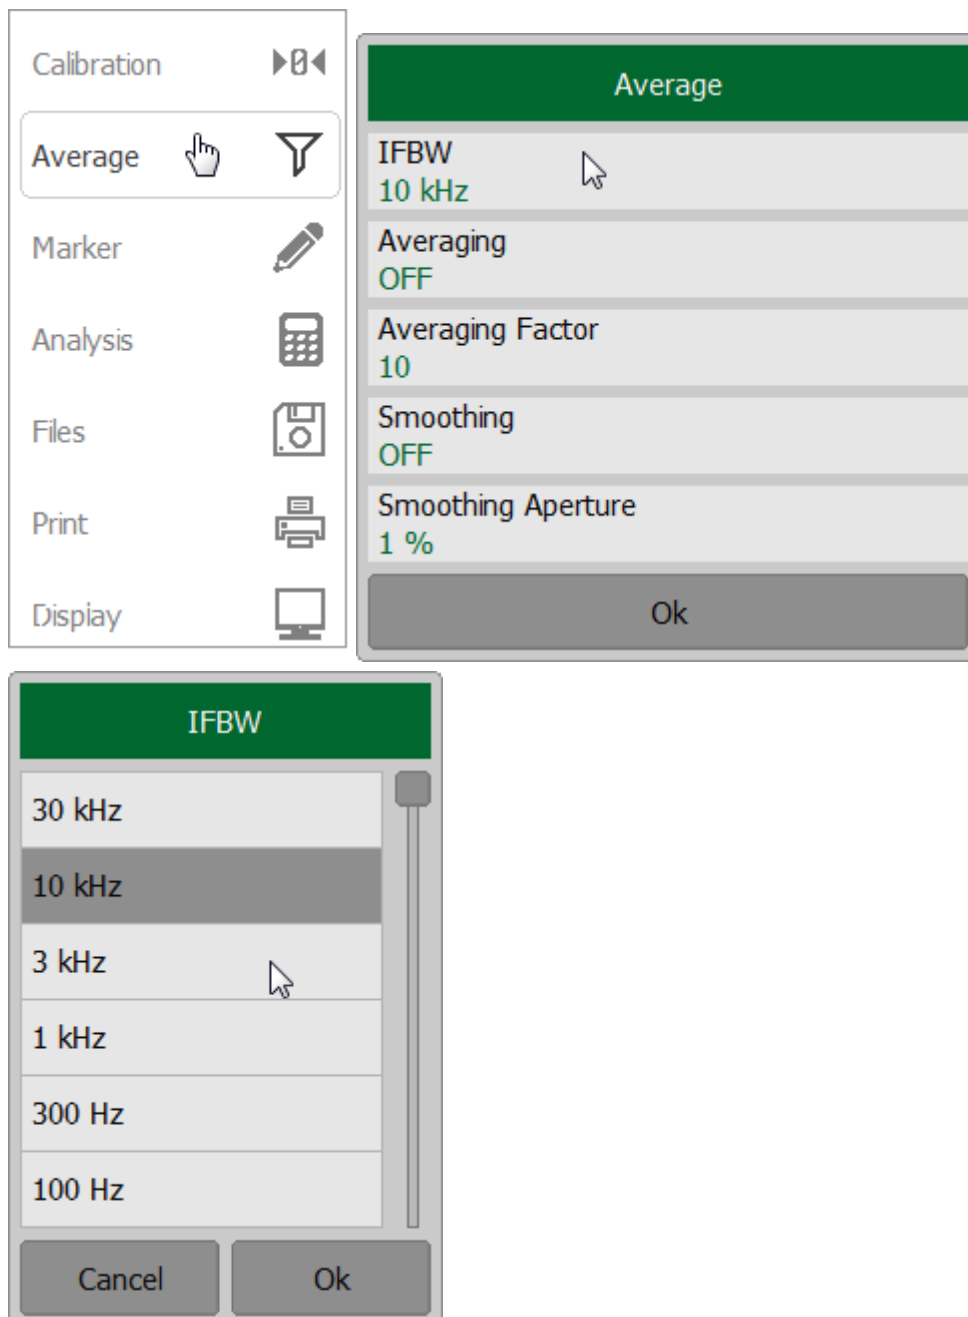 Calibration
Average
Marker
Analysis
Files
Print
Display
Average
IFBW
10 kHz
Averaging
OFF
Averaging Factor
10
Smoothing
OFF
Smoothing Aperture
1 %
Ok
IFBW
30 kHz
10 kHz
3 kHz
1 kHz
300 Hz
100 Hz
Cancel
Ok